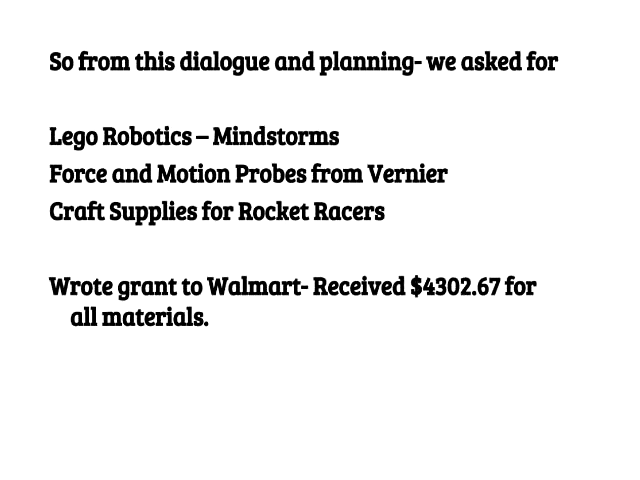 So from this dialogue and planning- we asked for
Lego Robotics – Mindstorms
Force and Motion Probes from Vernier
Craft Supplies for Rocket Racers
Wrote grant to Walmart- Received $4302.67 for
all materials.